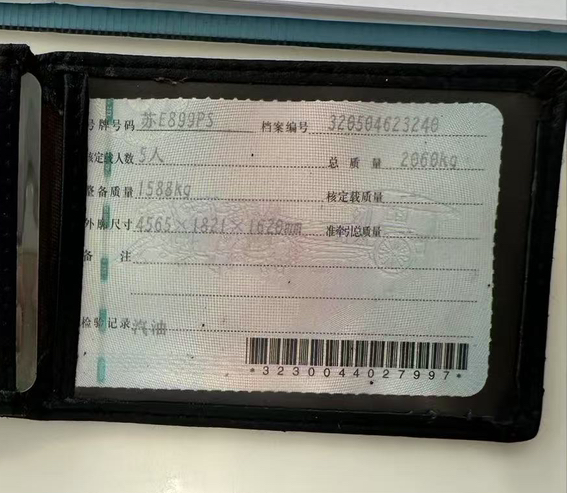 号牌号码 苏E899PS 档案编号 320504623240
核定载人数 5人 总质量 2060kg
整备质量 1588kg 核定载质量
外廓尺寸 4565×1821×1620mm 准牵引总质量
备注
检验记录 汽油
*3230044027997*